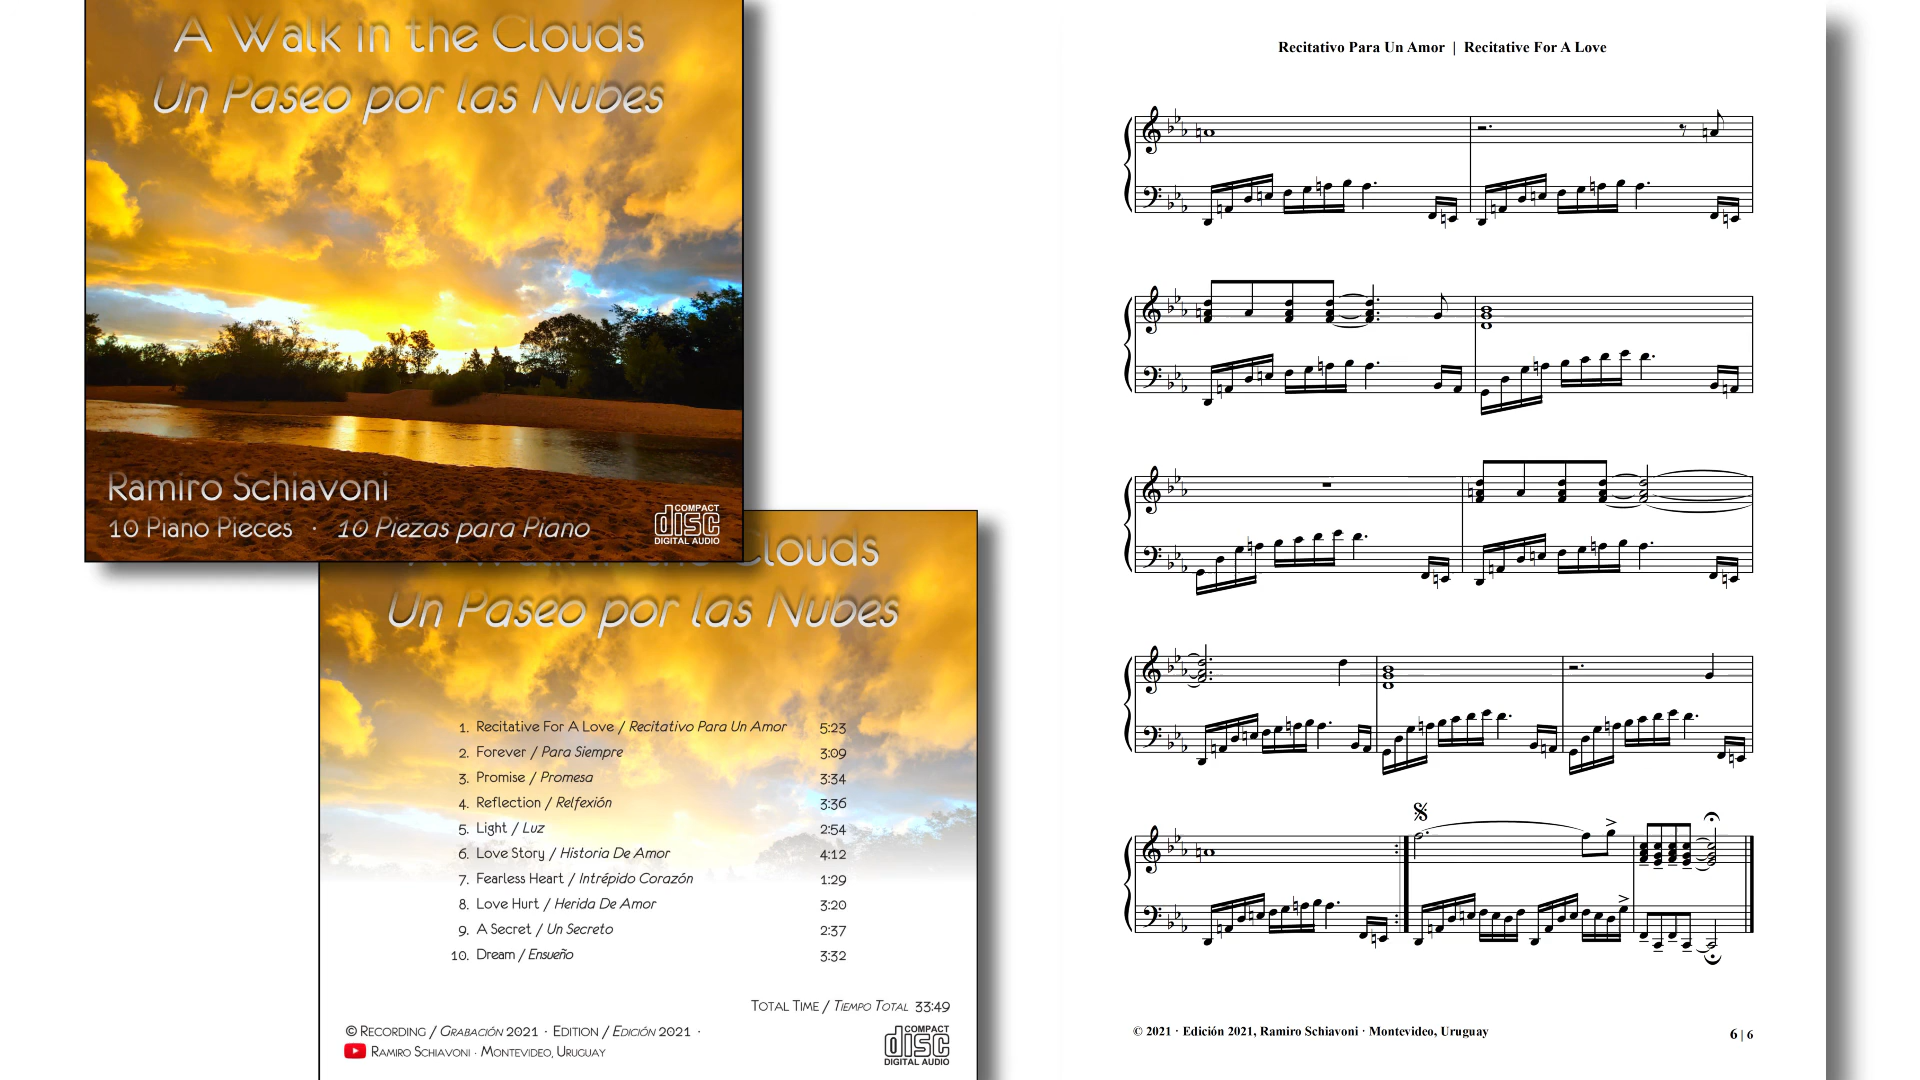 A Walk in the Clouds
Un Paseo por las Nubes
Ramiro Schiavoni
10 Piano Pieces · 10 Piezas para Piano
COMPACT
disc
DIGITAL AUDIO
A Walk in the Clouds
Un Paseo por las Nubes
1. Recitative For A Love / Recitativo Para Un Amor 5:23
2. Forever / Para Siempre 3:09
3. Promise / Promesa 3:34
4. Reflection / Relfexión 3:36
5. Light / Luz 2:54
6. Love Story / Historia De Amor 4:12
7. Fearless Heart / Intrépido Corazón 1:29
8. Love Hurt / Herida De Amor 3:20
9. A Secret / Un Secreto 2:37
10. Dream / Ensueño 3:32
Total Time / Tiempo Total 33:49
© Recording / Grabación 2021 · Edition / Edición 2021 ·
Ramiro Schiavoni · Montevideo, Uruguay
COMPACT
disc
DIGITAL AUDIO
Recitativo Para Un Amor | Recitative For A Love
© 2021 · Edición 2021, Ramiro Schiavoni · Montevideo, Uruguay
6 | 6